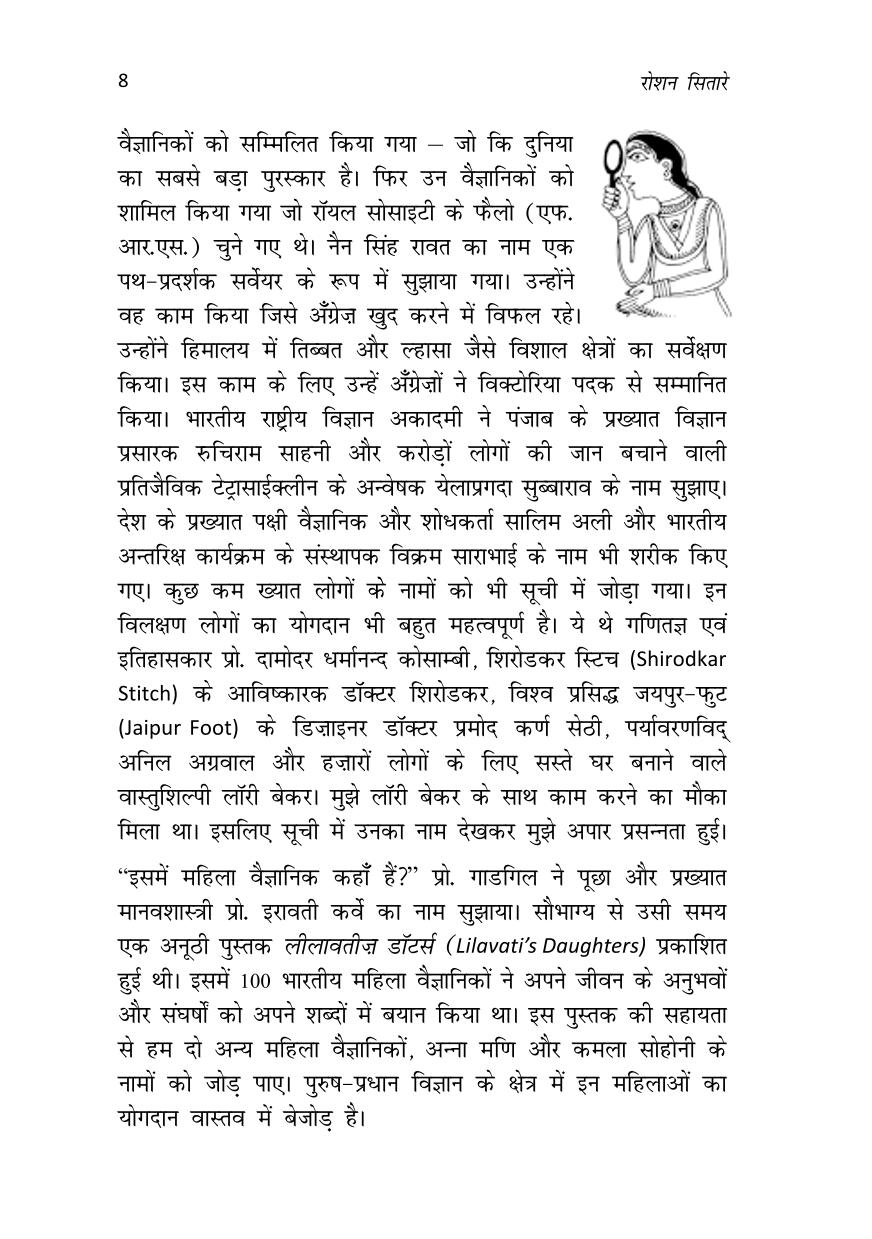 8 रोशन सितारे
वैज्ञानिकों को सम्मिलित किया गया – जो कि दुनिया
का सबसे बड़ा पुरस्कार है। फिर उन वैज्ञानिकों को
शामिल किया गया जो रॉयल सोसाइटी के फैलो (एफ.
आर.एस.) चुने गए थे। नैन सिंह रावत का नाम एक
पथ-प्रदर्शक सर्वेयर के रूप में सुझाया गया। उन्होंने
वह काम किया जिसे अँग्रेज़ खुद करने में विफल रहे।
उन्होंने हिमालय में तिब्बत और ल्हासा जैसे विशाल क्षेत्रों का सर्वेक्षण
किया। इस काम के लिए उन्हें अँग्रेज़ों ने विक्टोरिया पदक से सम्मानित
किया। भारतीय राष्ट्रीय विज्ञान अकादमी ने पंजाब के प्रख्यात विज्ञान
प्रसारक रुचिराम साहनी और करोड़ों लोगों की जान बचाने वाली
प्रतिजैविक टेट्रासाईक्लीन के अन्वेषक येलाप्रगदा सुब्बाराव के नाम सुझाए।
देश के प्रख्यात पक्षी वैज्ञानिक और शोधकर्ता सालिम अली और भारतीय
अन्तरिक्ष कार्यक्रम के संस्थापक विक्रम साराभाई के नाम भी शरीक किए
गए। कुछ कम ख्यात लोगों के नामों को भी सूची में जोड़ा गया। इन
विलक्षण लोगों का योगदान भी बहुत महत्वपूर्ण है। ये थे गणितज्ञ एवं
इतिहासकार प्रो. दामोदर धर्मानन्द कोसाम्बी, शिरोडकर स्टिच (Shirodkar
Stitch) के आविष्कारक डॉक्टर शिरोडकर, विश्व प्रसिद्ध जयपुर-फुट
(Jaipur Foot) के डिज़ाइनर डॉक्टर प्रमोद कर्ण सेठी, पर्यावरणविद्
अनिल अग्रवाल और हज़ारों लोगों के लिए सस्ते घर बनाने वाले
वास्तुशिल्पी लॉरी बेकर। मुझे लॉरी बेकर के साथ काम करने का मौका
मिला था। इसलिए सूची में उनका नाम देखकर मुझे अपार प्रसन्नता हुई।
“इसमें महिला वैज्ञानिक कहाँ हैं?” प्रो. गाडगिल ने पूछा और प्रख्यात
मानवशास्त्री प्रो. इरावती कर्वे का नाम सुझाया। सौभाग्य से उसी समय
एक अनूठी पुस्तक लीलावतीज़ डॉटर्स (Lilavati’s Daughters) प्रकाशित
हुई थी। इसमें 100 भारतीय महिला वैज्ञानिकों ने अपने जीवन के अनुभवों
और संघर्षों को अपने शब्दों में बयान किया था। इस पुस्तक की सहायता
से हम दो अन्य महिला वैज्ञानिकों, अन्ना मणि और कमला सोहोनी के
नामों को जोड़ पाए। पुरुष-प्रधान विज्ञान के क्षेत्र में इन महिलाओं का
योगदान वास्तव में बेजोड़ है।